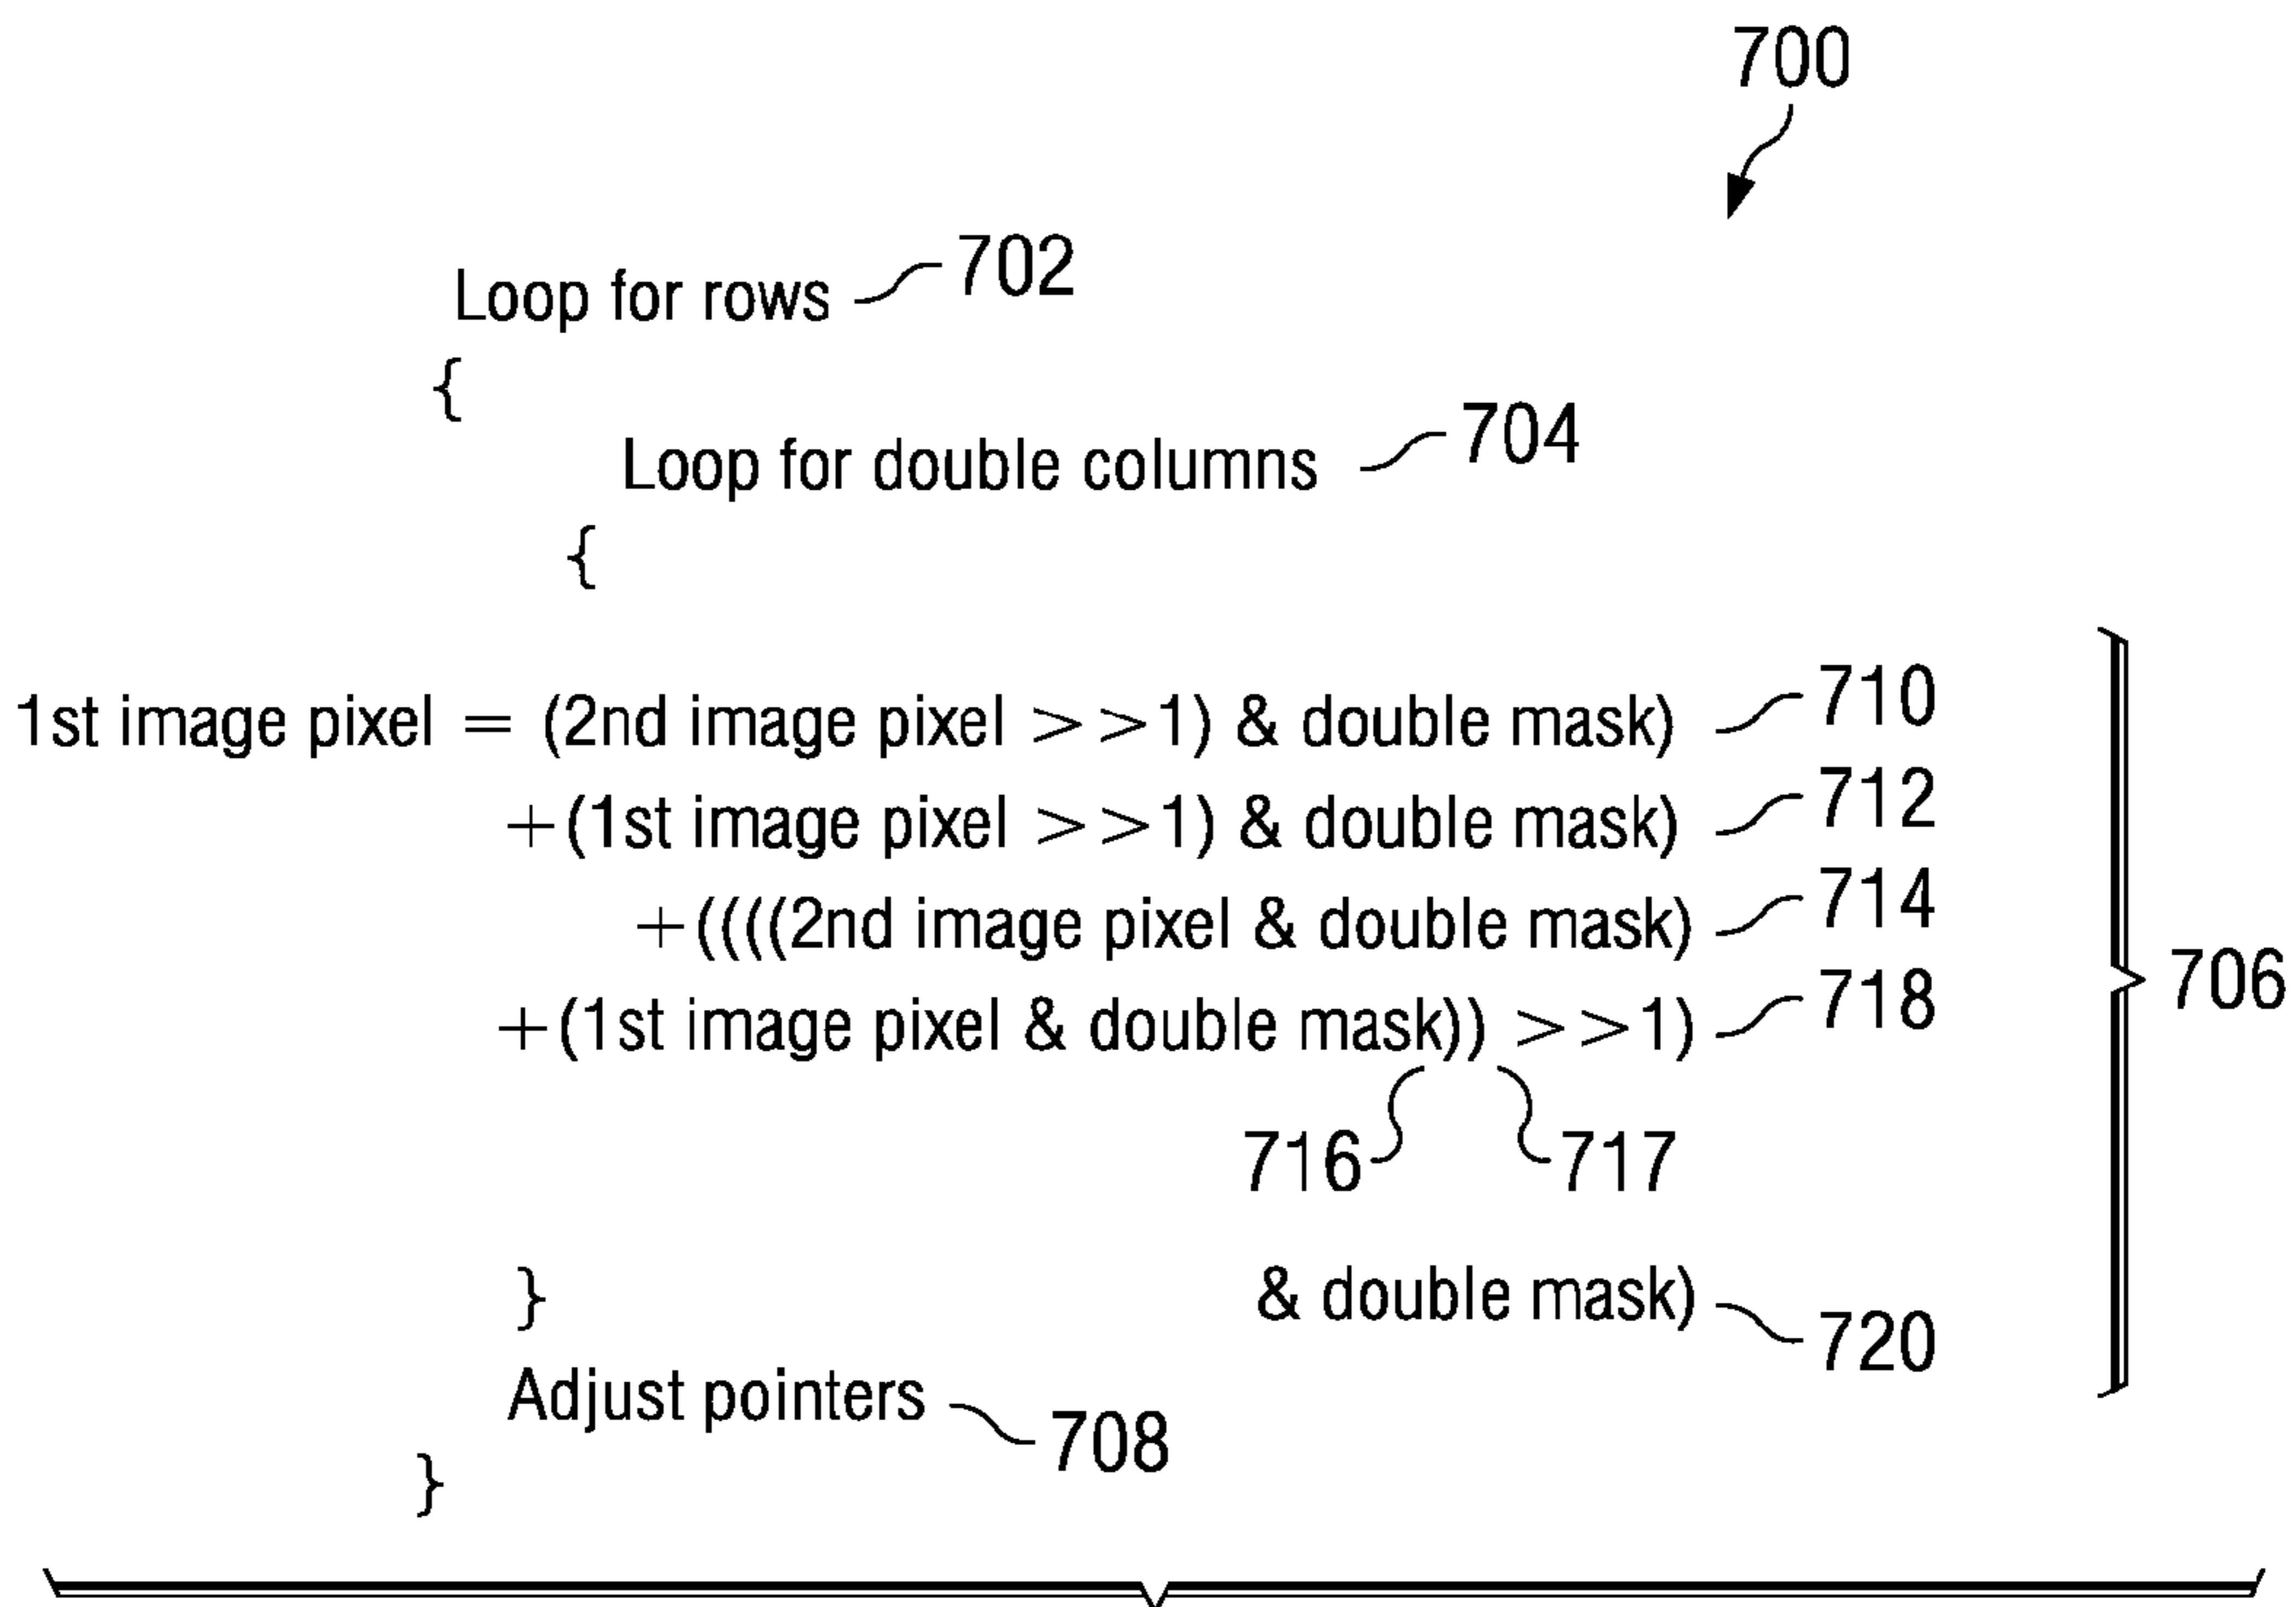 700
Loop for rows 702
{
Loop for double columns 704
{
1st image pixel = (2nd image pixel >>1) & double mask) 710
+(1st image pixel >>1) & double mask) 712
+((((2nd image pixel & double mask) 714
+(1st image pixel & double mask)) >>1) 718
706
716 717
} & double mask) 720
Adjust pointers 708
}